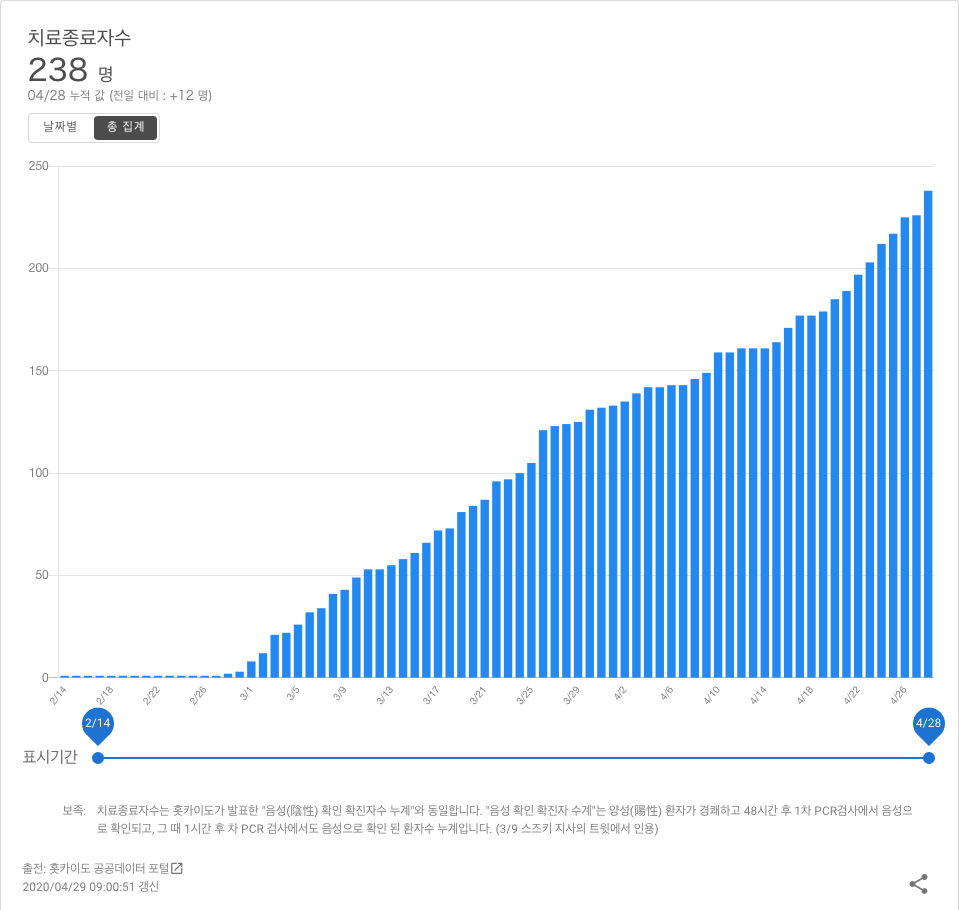 치료종료자수
238 명
04/28 누적 값 (전일 대비 : +12 명)
날짜별 총 집계
250
200
150
100
50
0
2/14 2/18 2/22 2/26 3/1 3/5 3/9 3/13 3/17 3/21 3/25 3/29 4/2 4/6 4/10 4/14 4/18 4/22 4/26
2/14 4/28
표시기간
보족: 치료종료자수는 홋카이도가 발표한 "음성(陰性) 확인 확진자수 누계"와 동일합니다. "음성 확인 확진자 수계"는 양성(陽性) 환자가 경쾌하고 48시간 후 1차 PCR검사에서 음성으
로 확인되고, 그 때 1시간 후 차 PCR 검사에서도 음성으로 확인 된 환자수 누계입니다. (3/9 스즈키 지사의 트윗에서 인용)
출전: 홋카이도 공공데이터 포털
2020/04/29 09:00:51 갱신